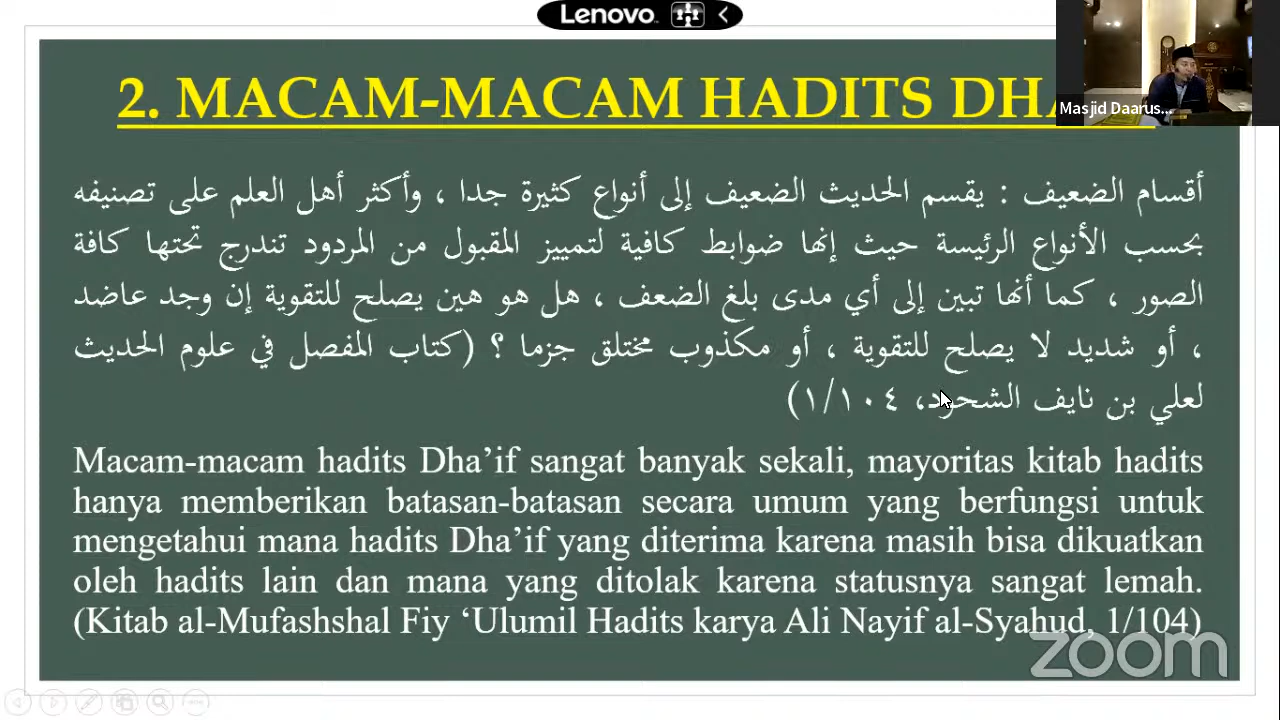 Lenovo
2. MACAM-MACAM HADITS DHA
Masjid Daarus...
أقسام الضعيف : يقسم الحديث الضعيف إلى أنواع كثيرة جدا ، وأكثر أهل العلم على تصنيفه
بحسب الأنواع الرئيسة حيث إنها ضوابط كافية لتمييز المقبول من المردود تندرج تحتها كافة
الصور ، كما أنها تبين إلى أي مدى بلغ الضعف ، هل هو هين يصلح للتقوية إن وجد عاضد
، أو شديد لا يصلح للتقوية ، أو مكذوب مختلق جزما ؟ (كتاب المفصل في علوم الحديث
لعلي بن نايف الشحود، ١/١٠٤)
Macam-macam hadits Dha’if sangat banyak sekali, mayoritas kitab hadits
hanya memberikan batasan-batasan secara umum yang berfungsi untuk
mengetahui mana hadits Dha’if yang diterima karena masih bisa dikuatkan
oleh hadits lain dan mana yang ditolak karena statusnya sangat lemah.
(Kitab al-Mufashshal Fiy ‘Ulumil Hadits karya Ali Nayif al-Syahud, 1/104)
zoom